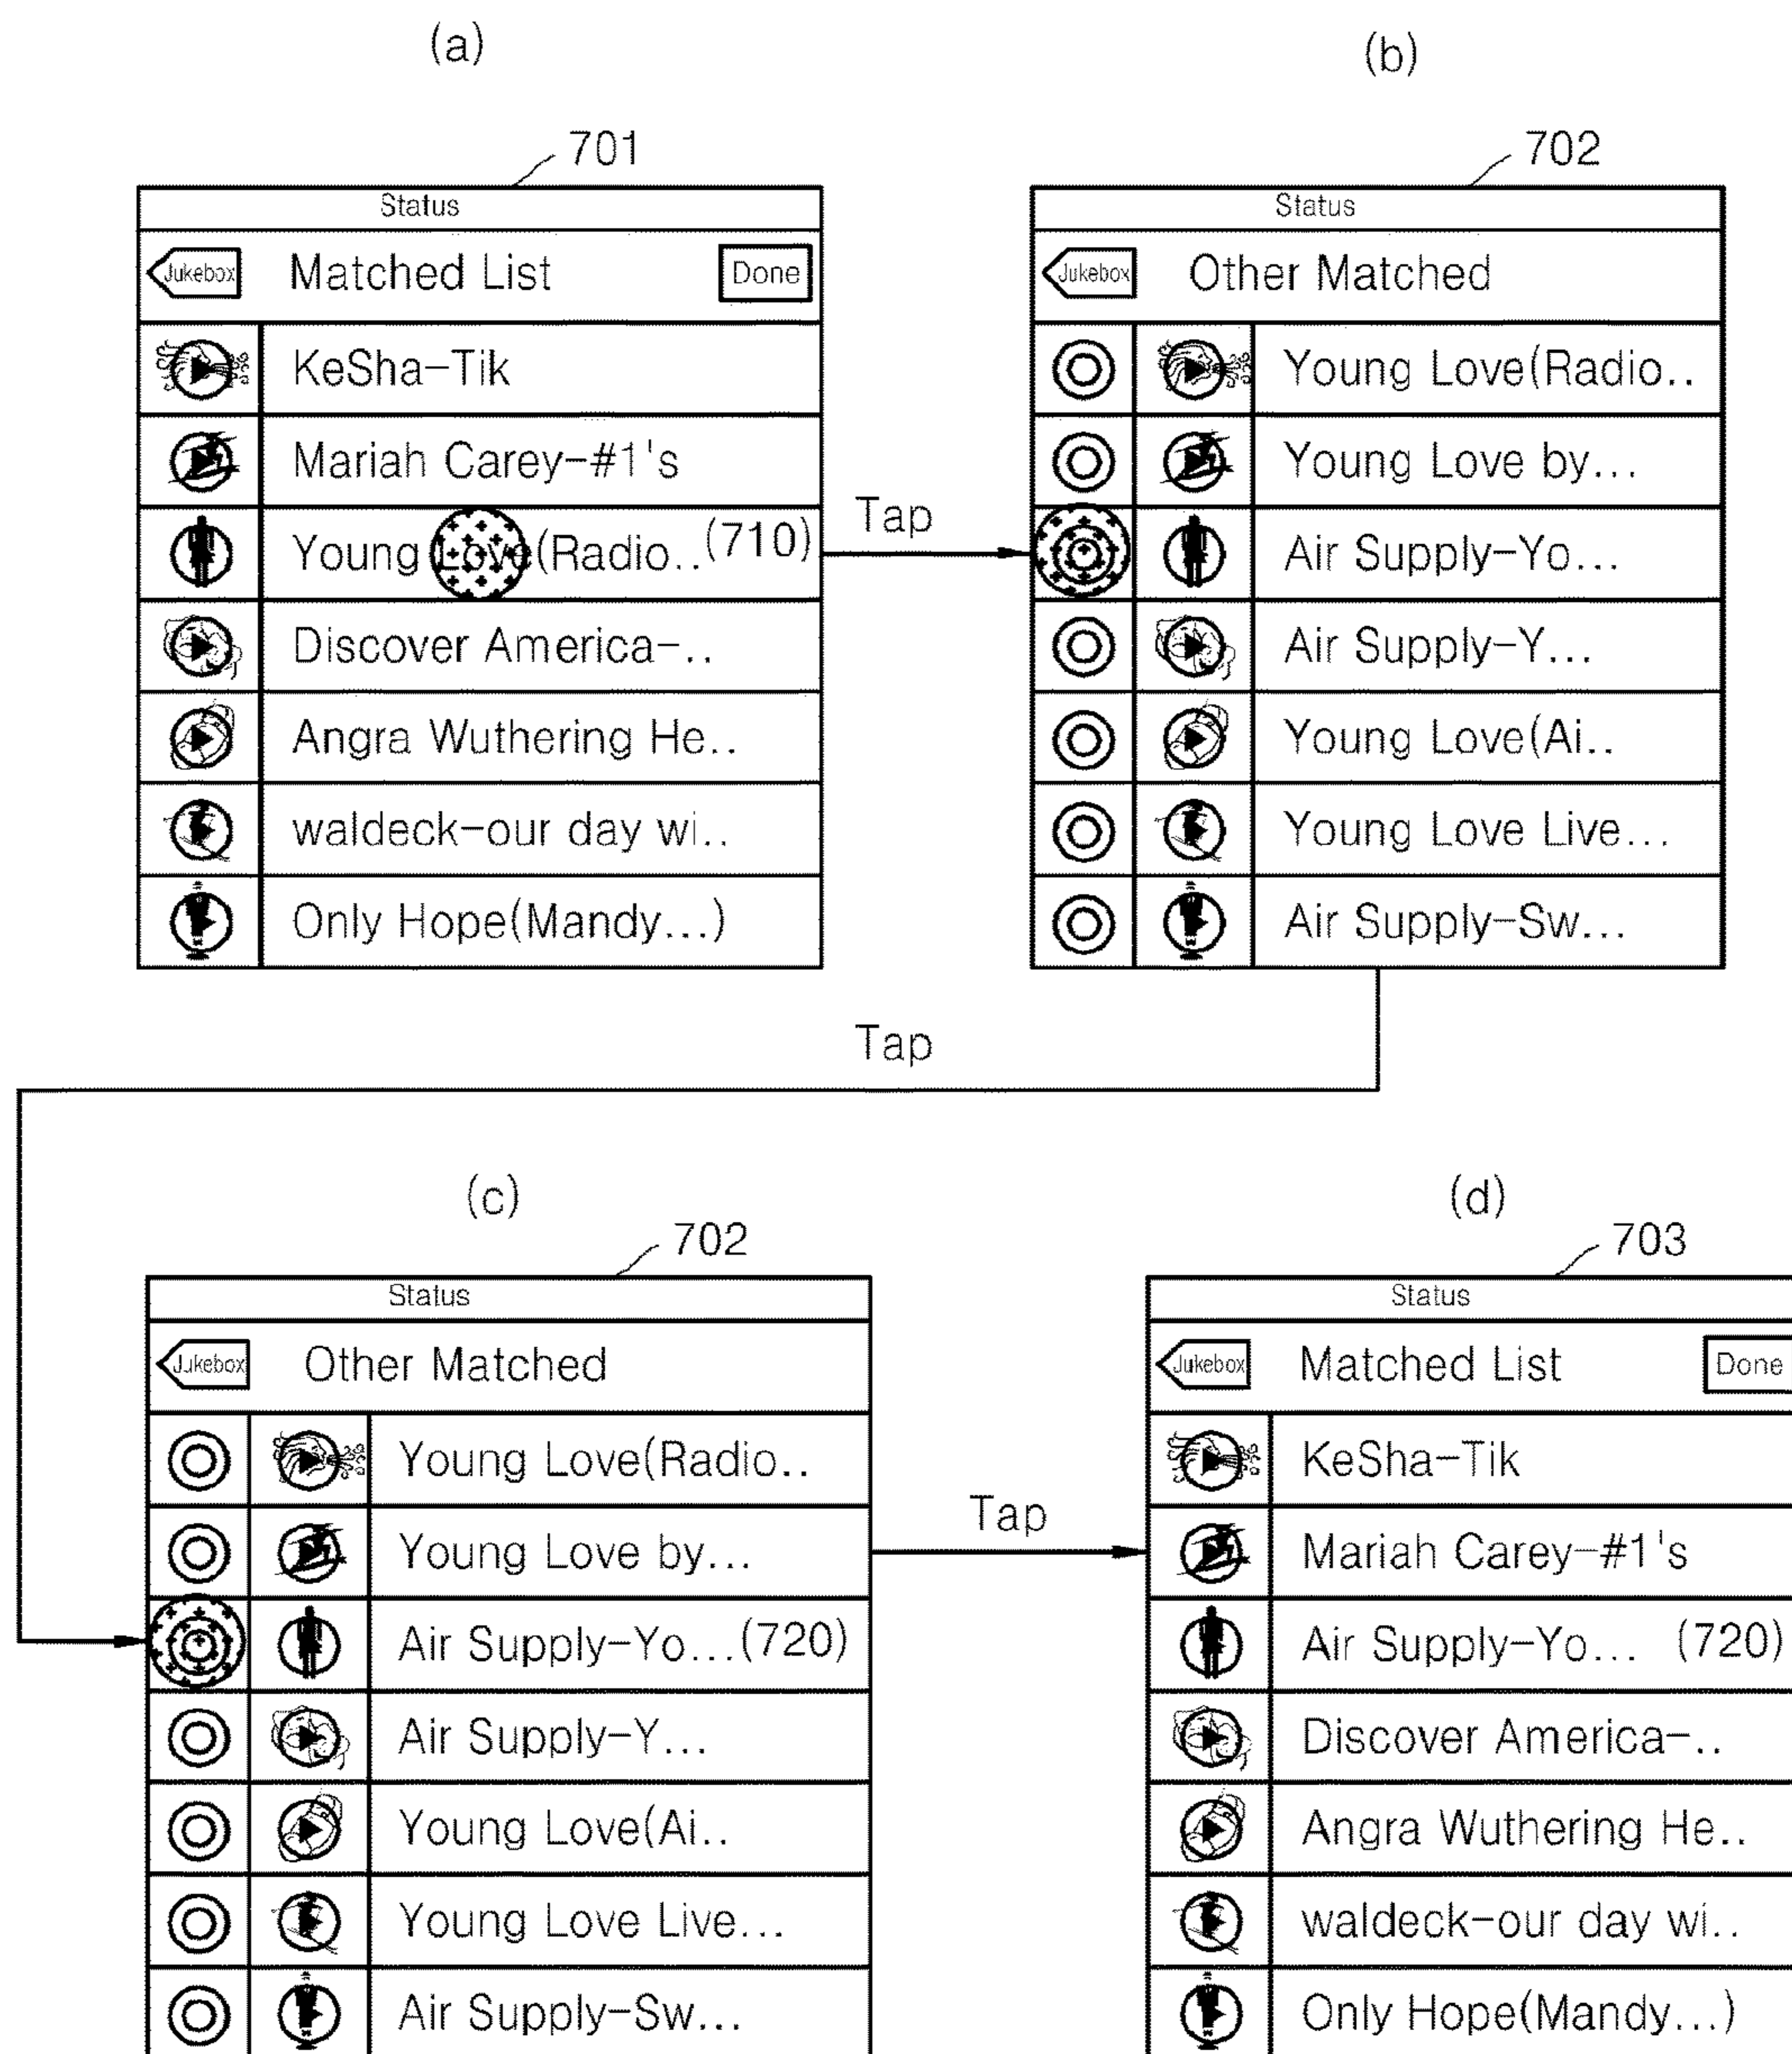 (a)
701
Status
Jukebox Matched List Done
KeSha-Tik
Mariah Carey-#1's
Young Love(Radio.. (710)
Discover America-..
Angra Wuthering He..
waldeck-our day wi..
Only Hope(Mandy...)
Tap
(b)
702
Status
Jukebox Other Matched
Young Love(Radio..
Young Love by...
Air Supply-Yo...
Air Supply-Y...
Young Love(Ai..
Young Love Live...
Air Supply-Sw...
Tap
(c)
702
Status
Jukebox Other Matched
Young Love(Radio..
Young Love by...
Air Supply-Yo...(720)
Air Supply-Y...
Young Love(Ai..
Young Love Live...
Air Supply-Sw...
Tap
(d)
703
Status
Jukebox Matched List Done
KeSha-Tik
Mariah Carey-#1's
Air Supply-Yo... (720)
Discover America-..
Angra Wuthering He..
waldeck-our day wi..
Only Hope(Mandy...)